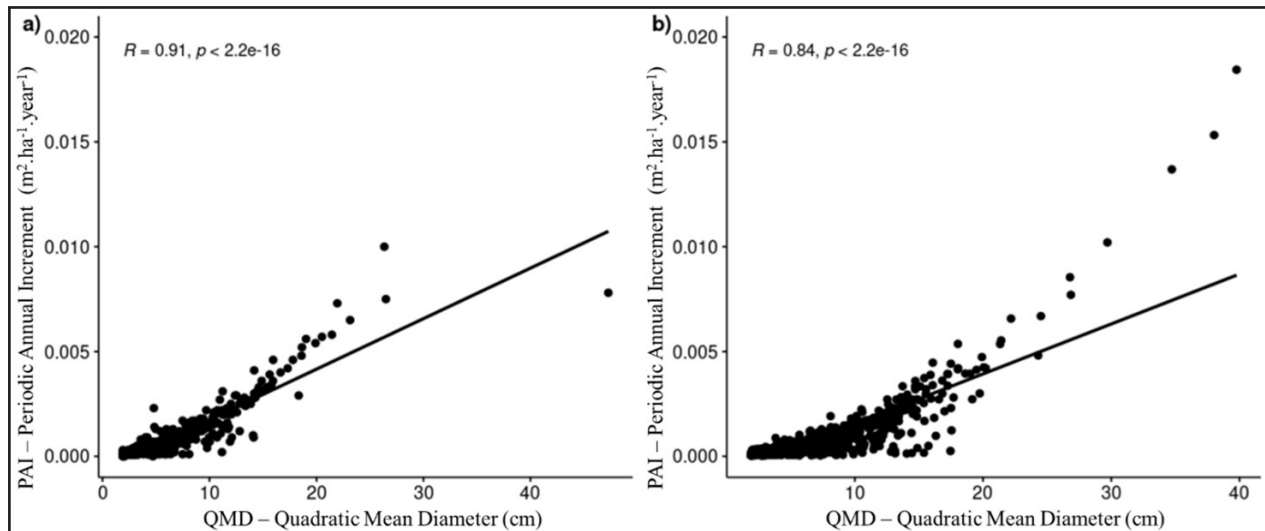 a)
R = 0.91, p < 2.2e-16
PAI – Periodic Annual Increment (m².ha⁻¹.year⁻¹)
0.020
0.015
0.010
0.005
0.000
0 10 20 30 40
QMD – Quadratic Mean Diameter (cm)
b)
R = 0.84, p < 2.2e-16
PAI – Periodic Annual Increment (m².ha⁻¹.year⁻¹)
0.020
0.015
0.010
0.005
0.000
10 20 30 40
QMD – Quadratic Mean Diameter (cm)